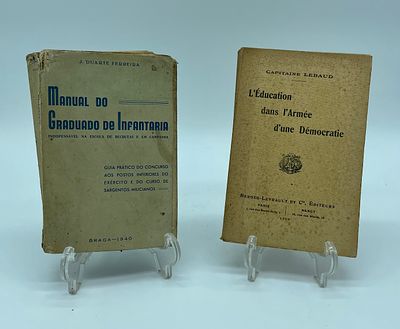 J. DUARTE FERREIRA
MANUAL DO
GRADUADO DE INFANTARIA
INDISPENSÁVEL NA ESCOLA DE RECRUTAS E EM CAMPANHA
GUIA PRÁTICO DO CONCURSO
AOS POSTOS INFERIORES DO
EXÉRCITO E DO CURSO DE
SARGENTOS MILICIANOS
BRAGA—1940
CAPITAINE LEBAUD
L'Éducation
dans l'Armée
d'une Démocratie
BERGER-LEVRAULT ET Cie, ÉDITEURS
PARIS
NANCY